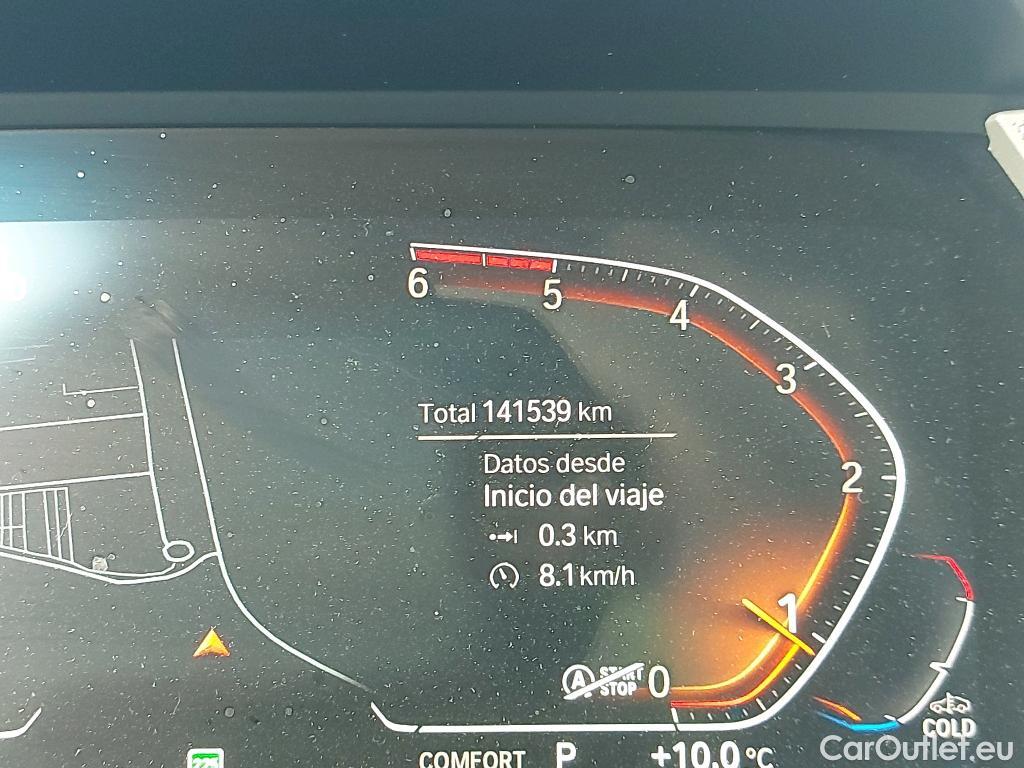 6
5
4
3
Total 141539 km
Datos desde
2
Inicio del viaje
0.3 km
8.1 km/h
1
A START STOP 0
COLD
225
COMFORT P +10.0 °C
CarOutlet.eu